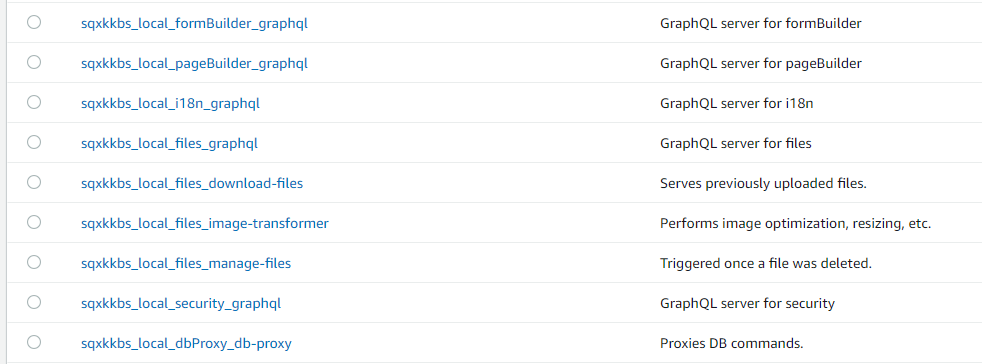 sqxkkbs_local_formBuilder_graphql GraphQL server for formBuilder
sqxkkbs_local_pageBuilder_graphql GraphQL server for pageBuilder
sqxkkbs_local_i18n_graphql GraphQL server for i18n
sqxkkbs_local_files_graphql GraphQL server for files
sqxkkbs_local_files_download-files Serves previously uploaded files.
sqxkkbs_local_files_image-transformer Performs image optimization, resizing, etc.
sqxkkbs_local_files_manage-files Triggered once a file was deleted.
sqxkkbs_local_security_graphql GraphQL server for security
sqxkkbs_local_dbProxy_db-proxy Proxies DB commands.